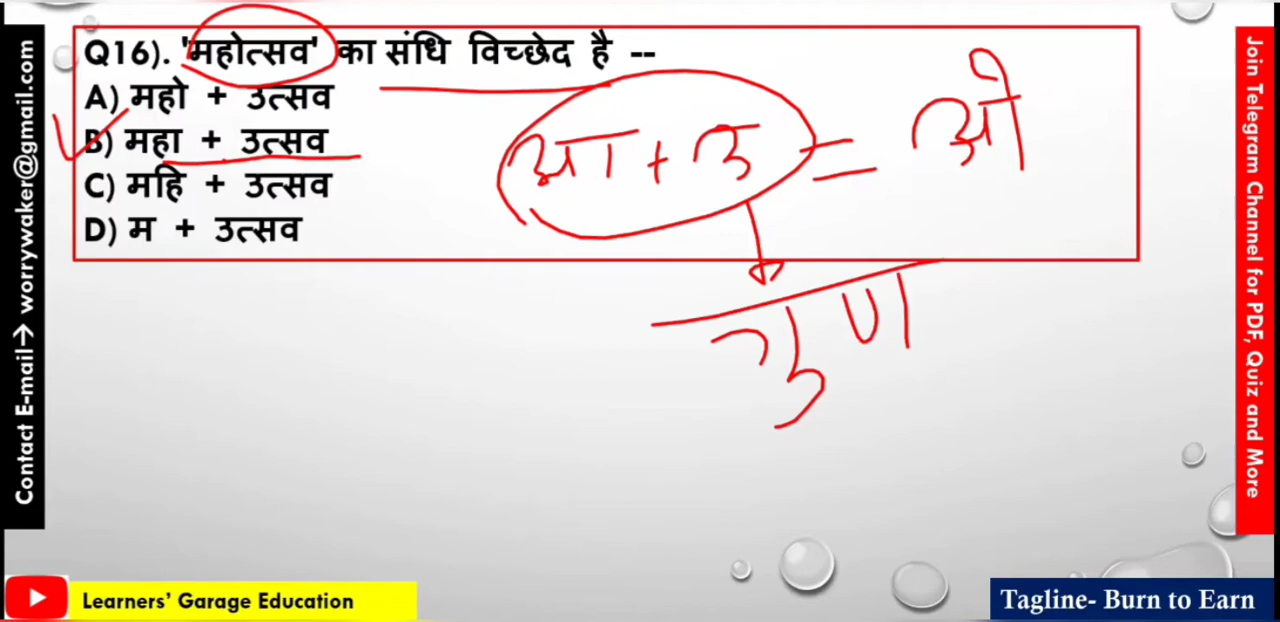 Q16). 'महोत्सव' का संधि विच्छेद है --
A) महो + उत्सव
B) महा + उत्सव
C) महि + उत्सव
D) म + उत्सव
आ + उ = ओ
गुण
Contact E-mail→ worrywaker@gmail.com
Join Telegram Channel for PDF, Quiz and More
Learners' Garage Education
Tagline- Burn to Earn